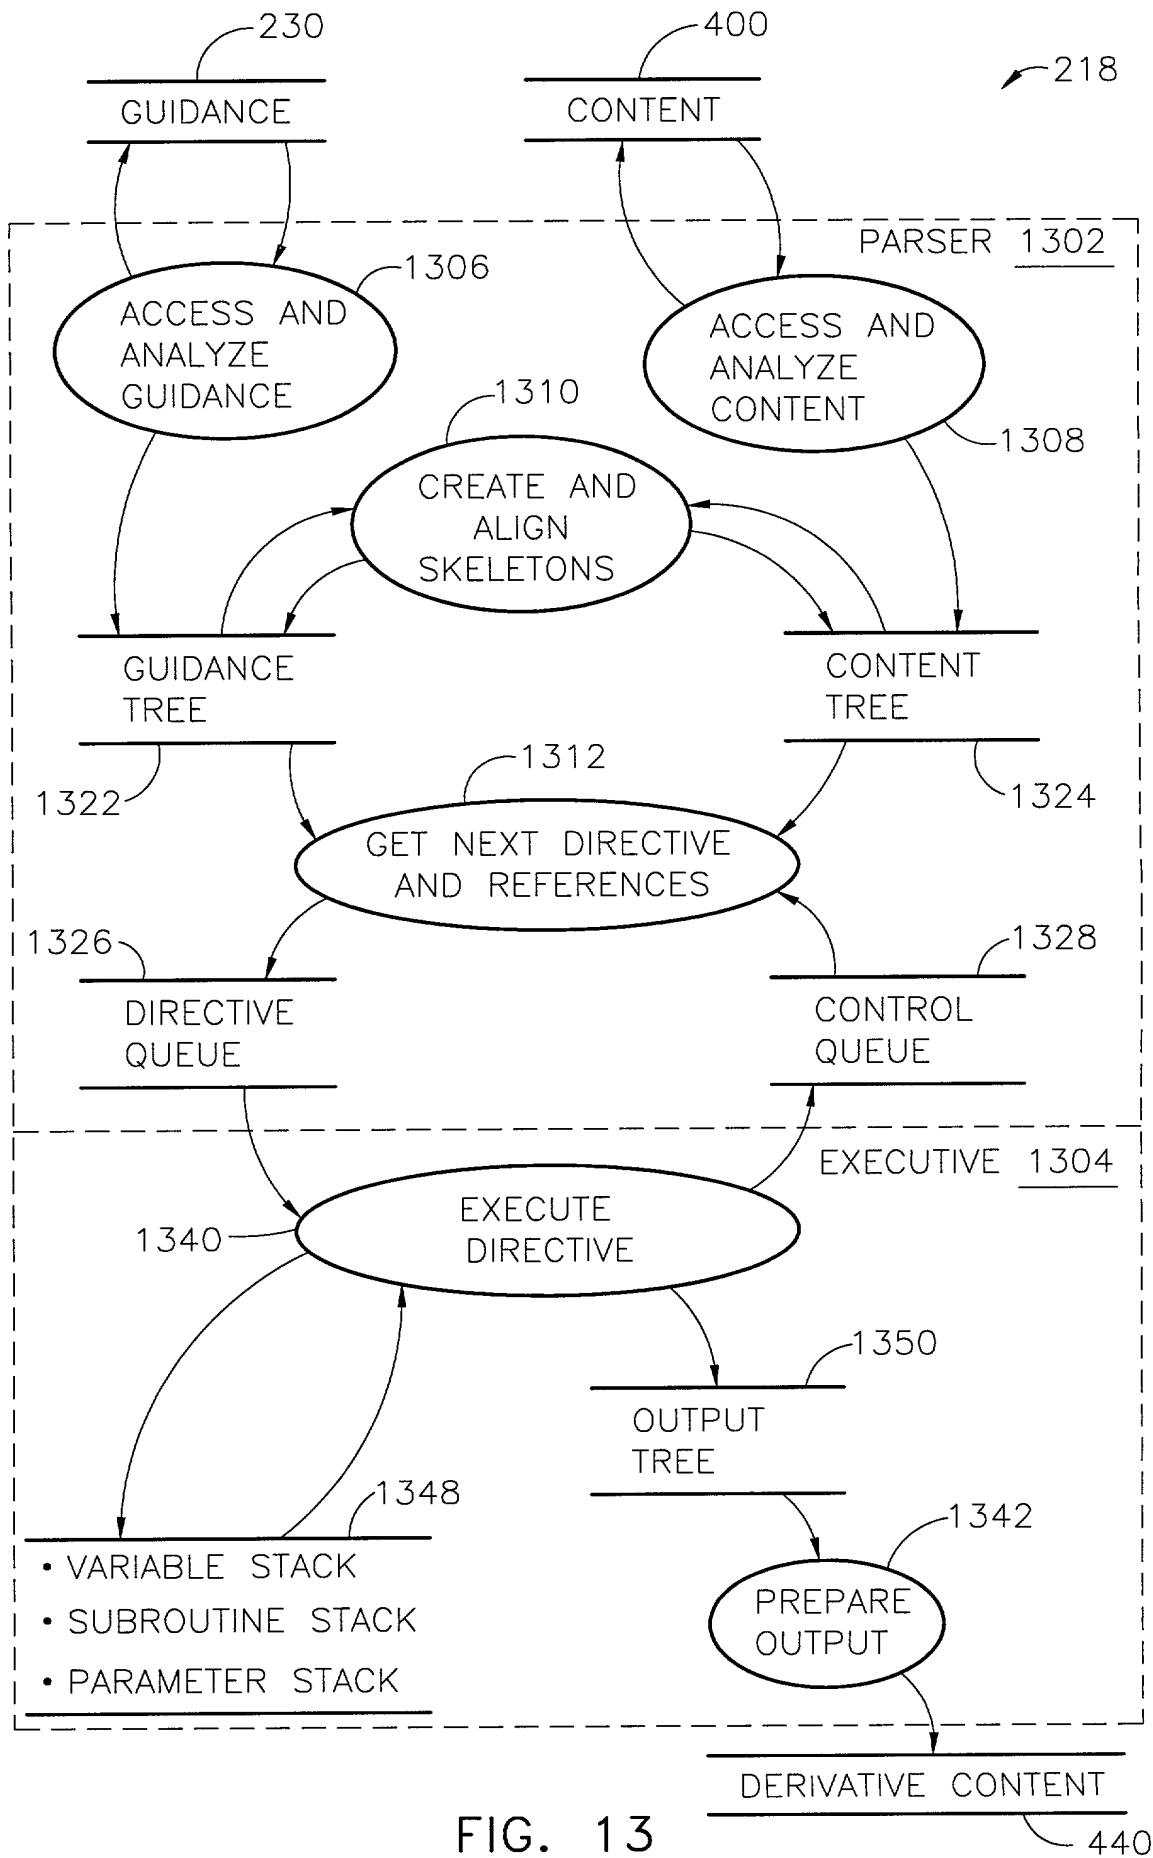 230
400
218
GUIDANCE
CONTENT
PARSER 1302
1306
ACCESS AND
ANALYZE
GUIDANCE
ACCESS AND
ANALYZE
CONTENT
1308
1310
CREATE AND
ALIGN
SKELETONS
GUIDANCE
TREE
CONTENT
TREE
1322
1312
1324
GET NEXT DIRECTIVE
AND REFERENCES
1326
1328
DIRECTIVE
QUEUE
CONTROL
QUEUE
EXECUTIVE 1304
1340
EXECUTE
DIRECTIVE
1350
OUTPUT
TREE
1348
• VARIABLE STACK
• SUBROUTINE STACK
• PARAMETER STACK
1342
PREPARE
OUTPUT
DERIVATIVE CONTENT
440
FIG. 13